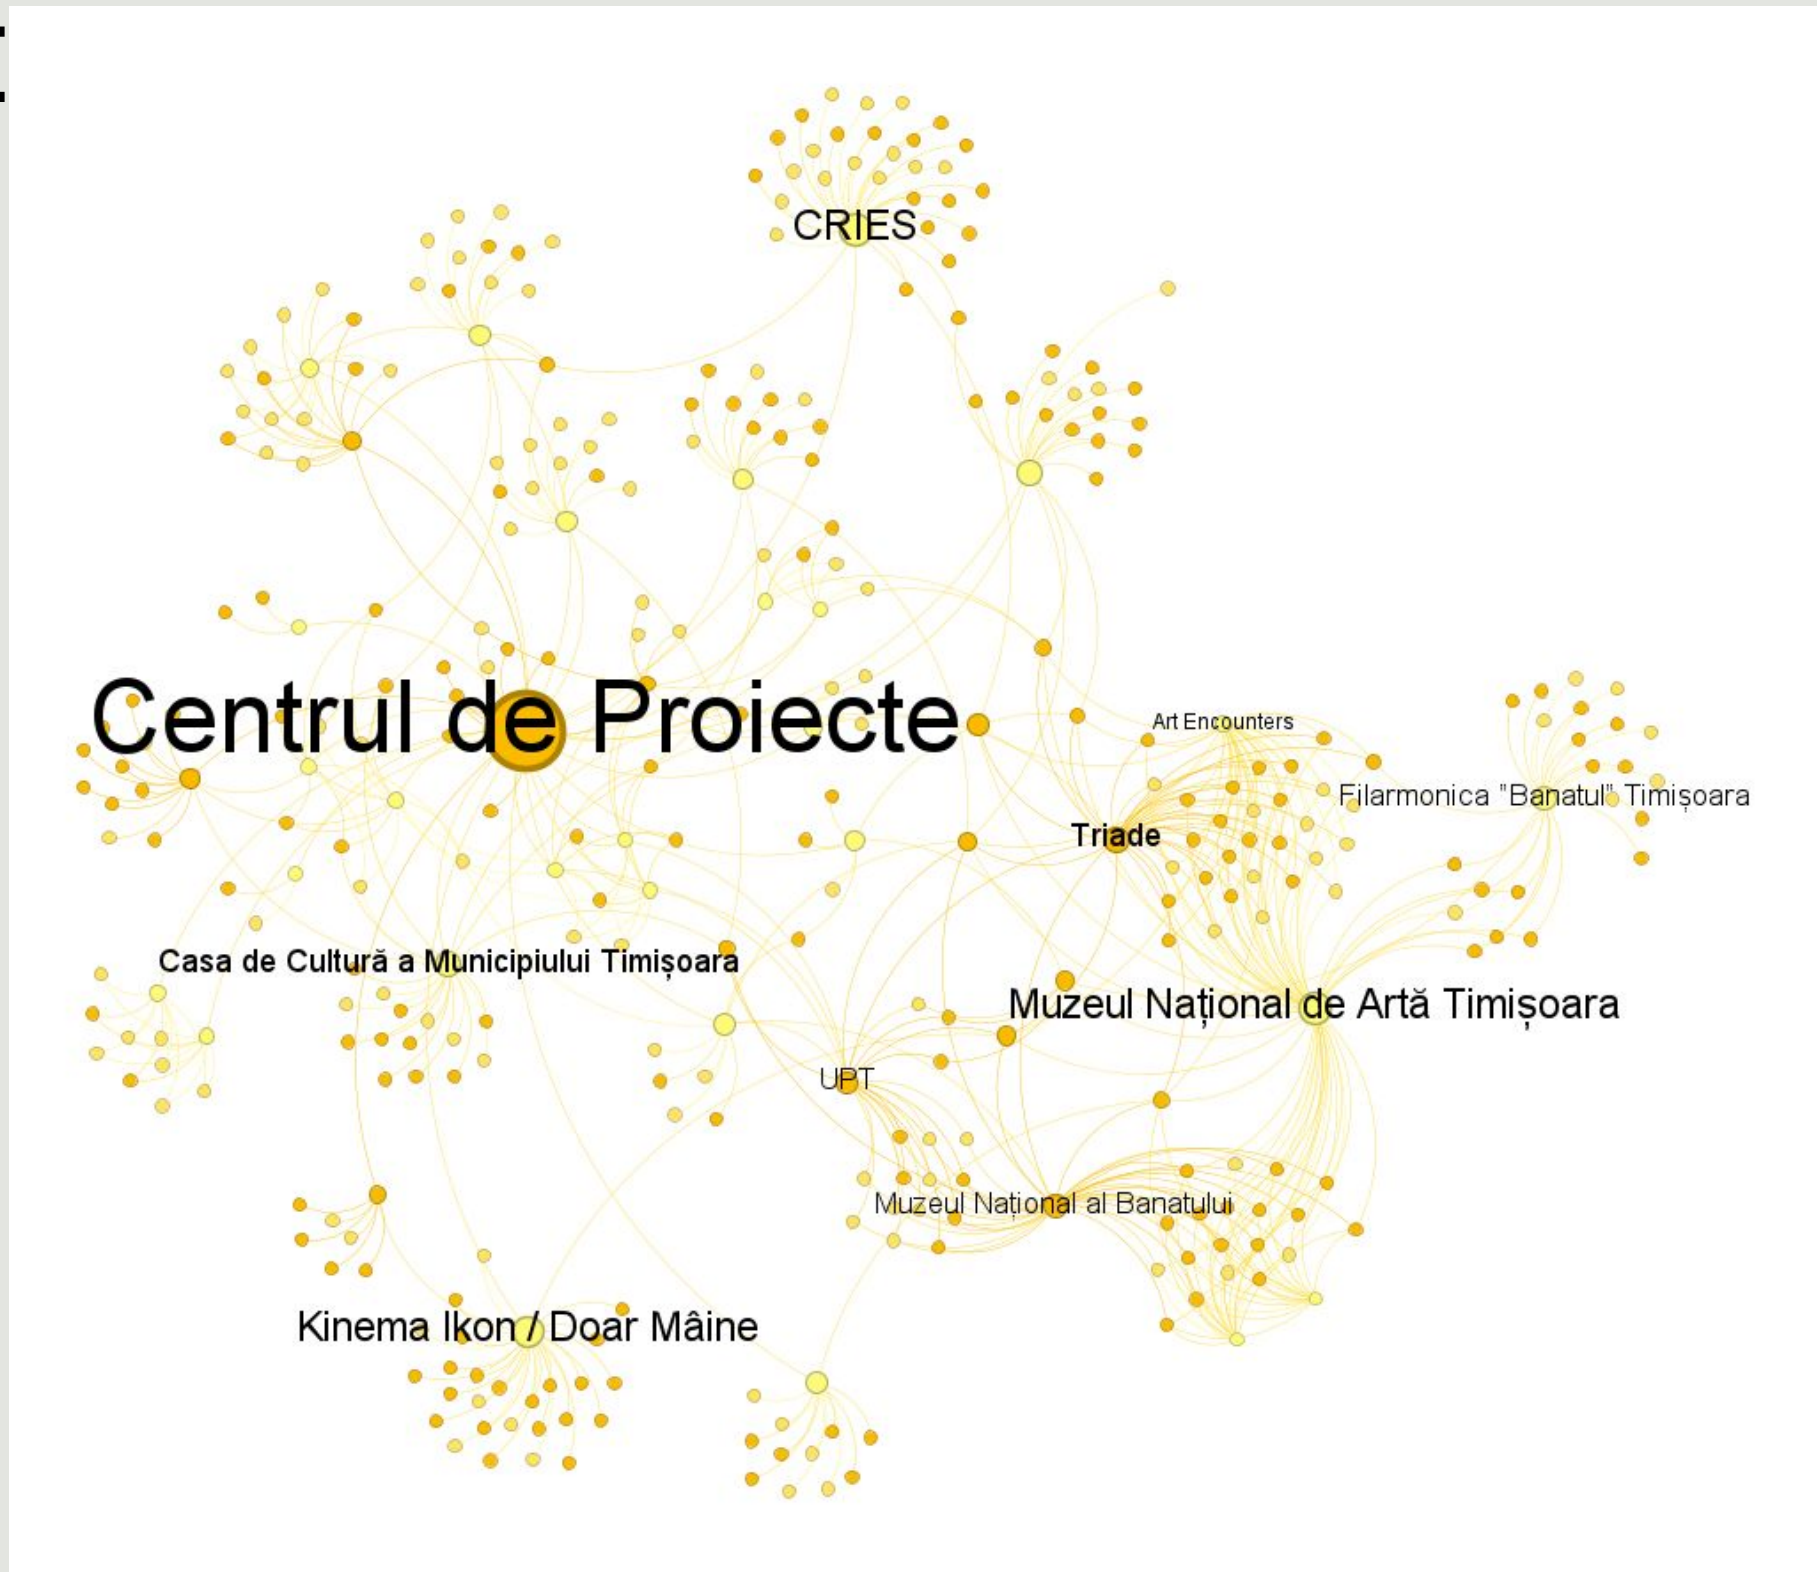 CRIES
Centrul de Proiecte
Art Encounters
Filarmonica "Banatul" Timișoara
Triade
Casa de Cultură a Municipiului Timișoara
Muzeul Național de Artă Timișoara
UPT
Muzeul Național al Banatului
Kinema Ikon / Doar Mâine